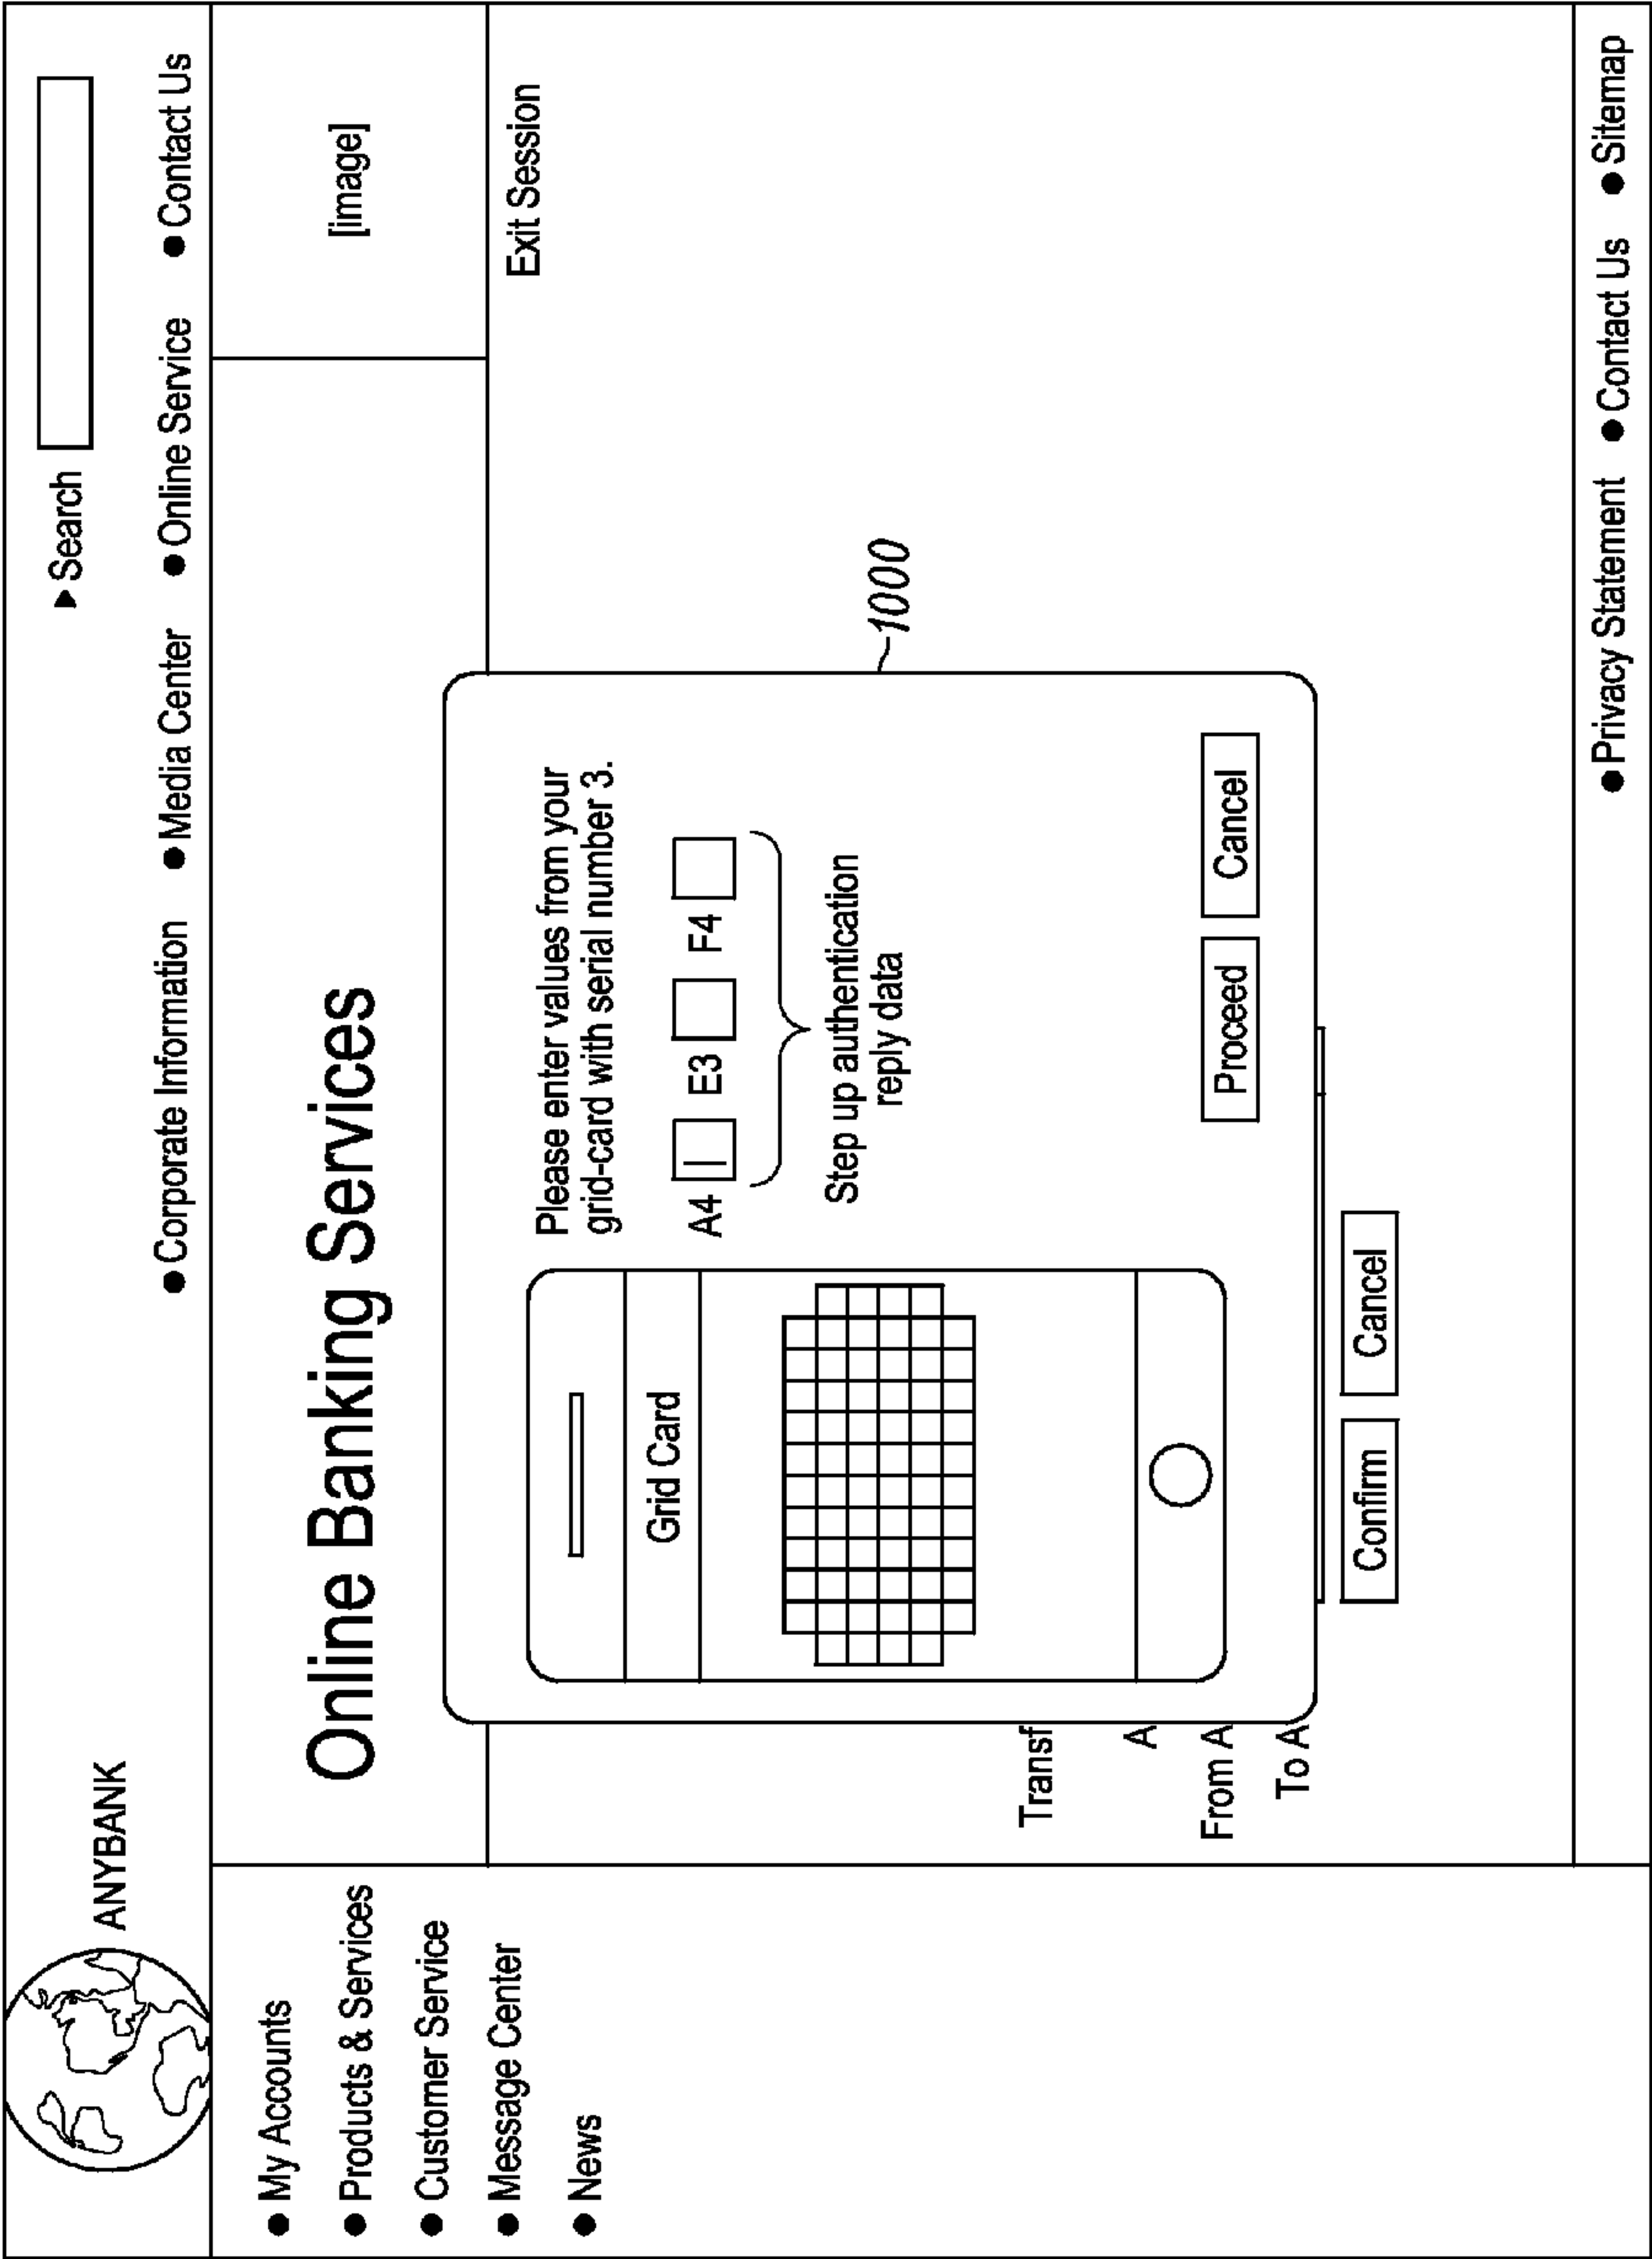 ANYBANK
▶ Search
● Corporate Information ● Media Center ● Online Service ● Contact Us
● My Accounts
● Products & Services
● Customer Service
● Message Center
● News
Online Banking Services
[image]
Exit Session
Please enter values from your
grid-card with serial number 3.
A4 E3 F4
Step up authentication
reply data
Grid Card
Proceed Cancel
1000
Transf
A
From A
To A
Confirm Cancel
● Privacy Statement ● Contact Us ● Sitemap